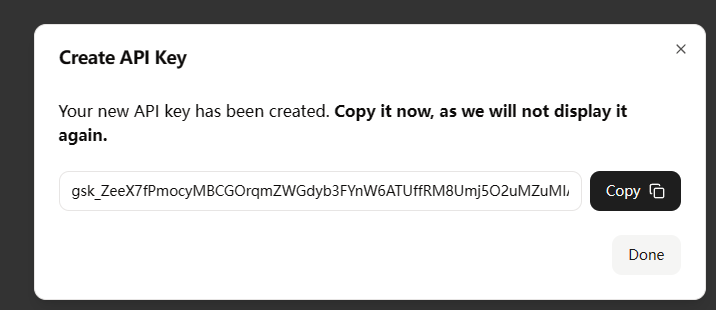 Create API Key
Your new API key has been created. Copy it now, as we will not display it
again.
gsk_ZeeX7fPmocyMBCGOrqmZWGdyb3FYnW6ATUffRM8Umj5O2uMZuMI
Copy
Done